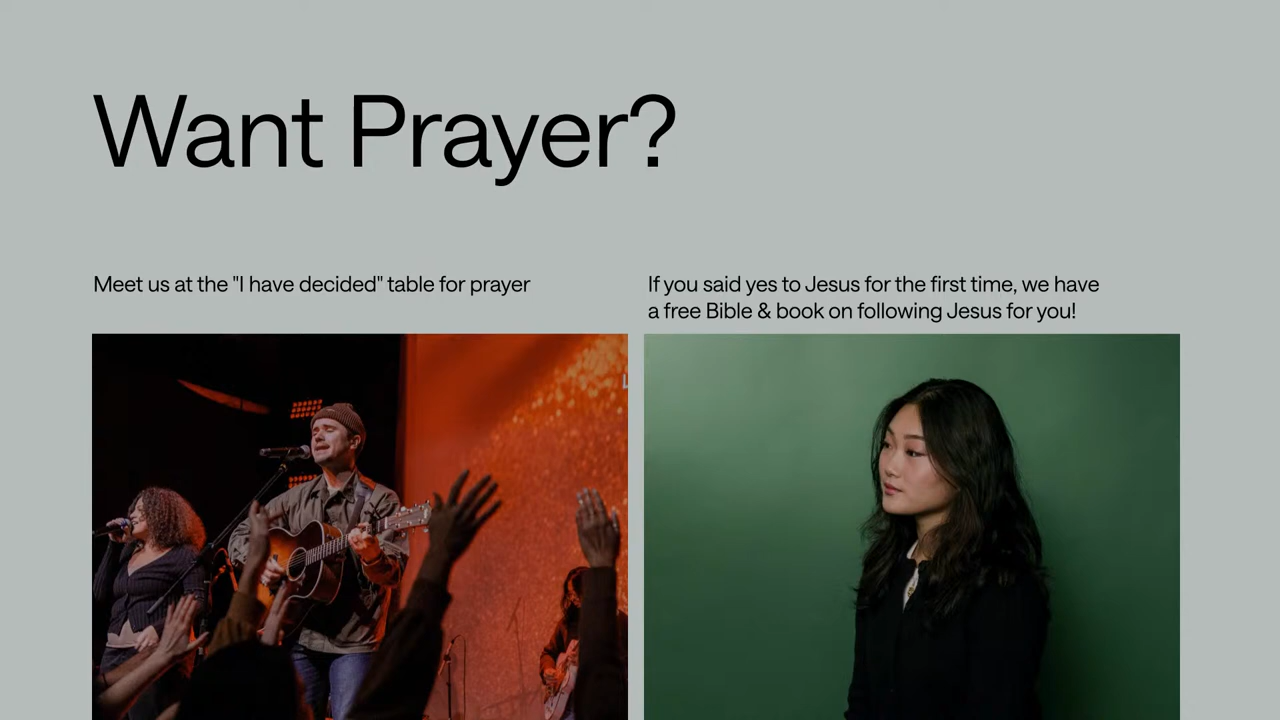 Want Prayer?
Meet us at the "I have decided" table for prayer
If you said yes to Jesus for the first time, we have
a free Bible & book on following Jesus for you!